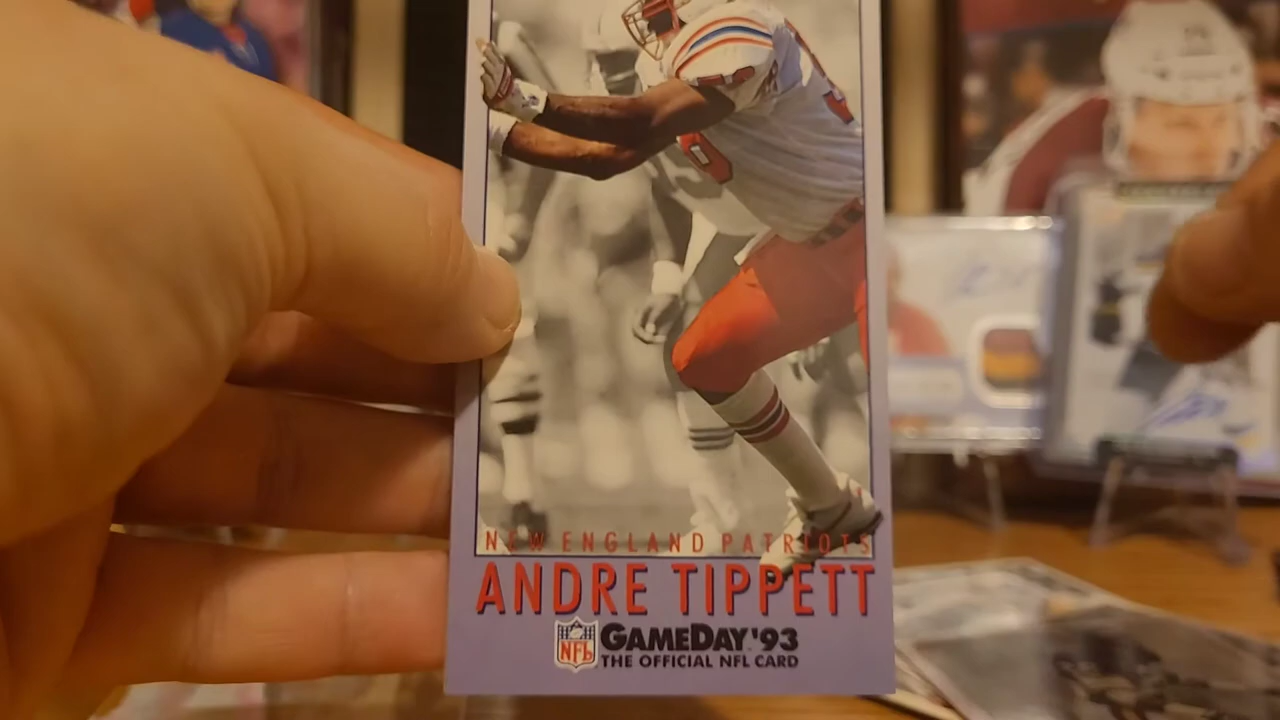 NEW ENGLAND PATRIOTS
ANDRE TIPPETT
NFL GAMEDAY '93
THE OFFICIAL NFL CARD